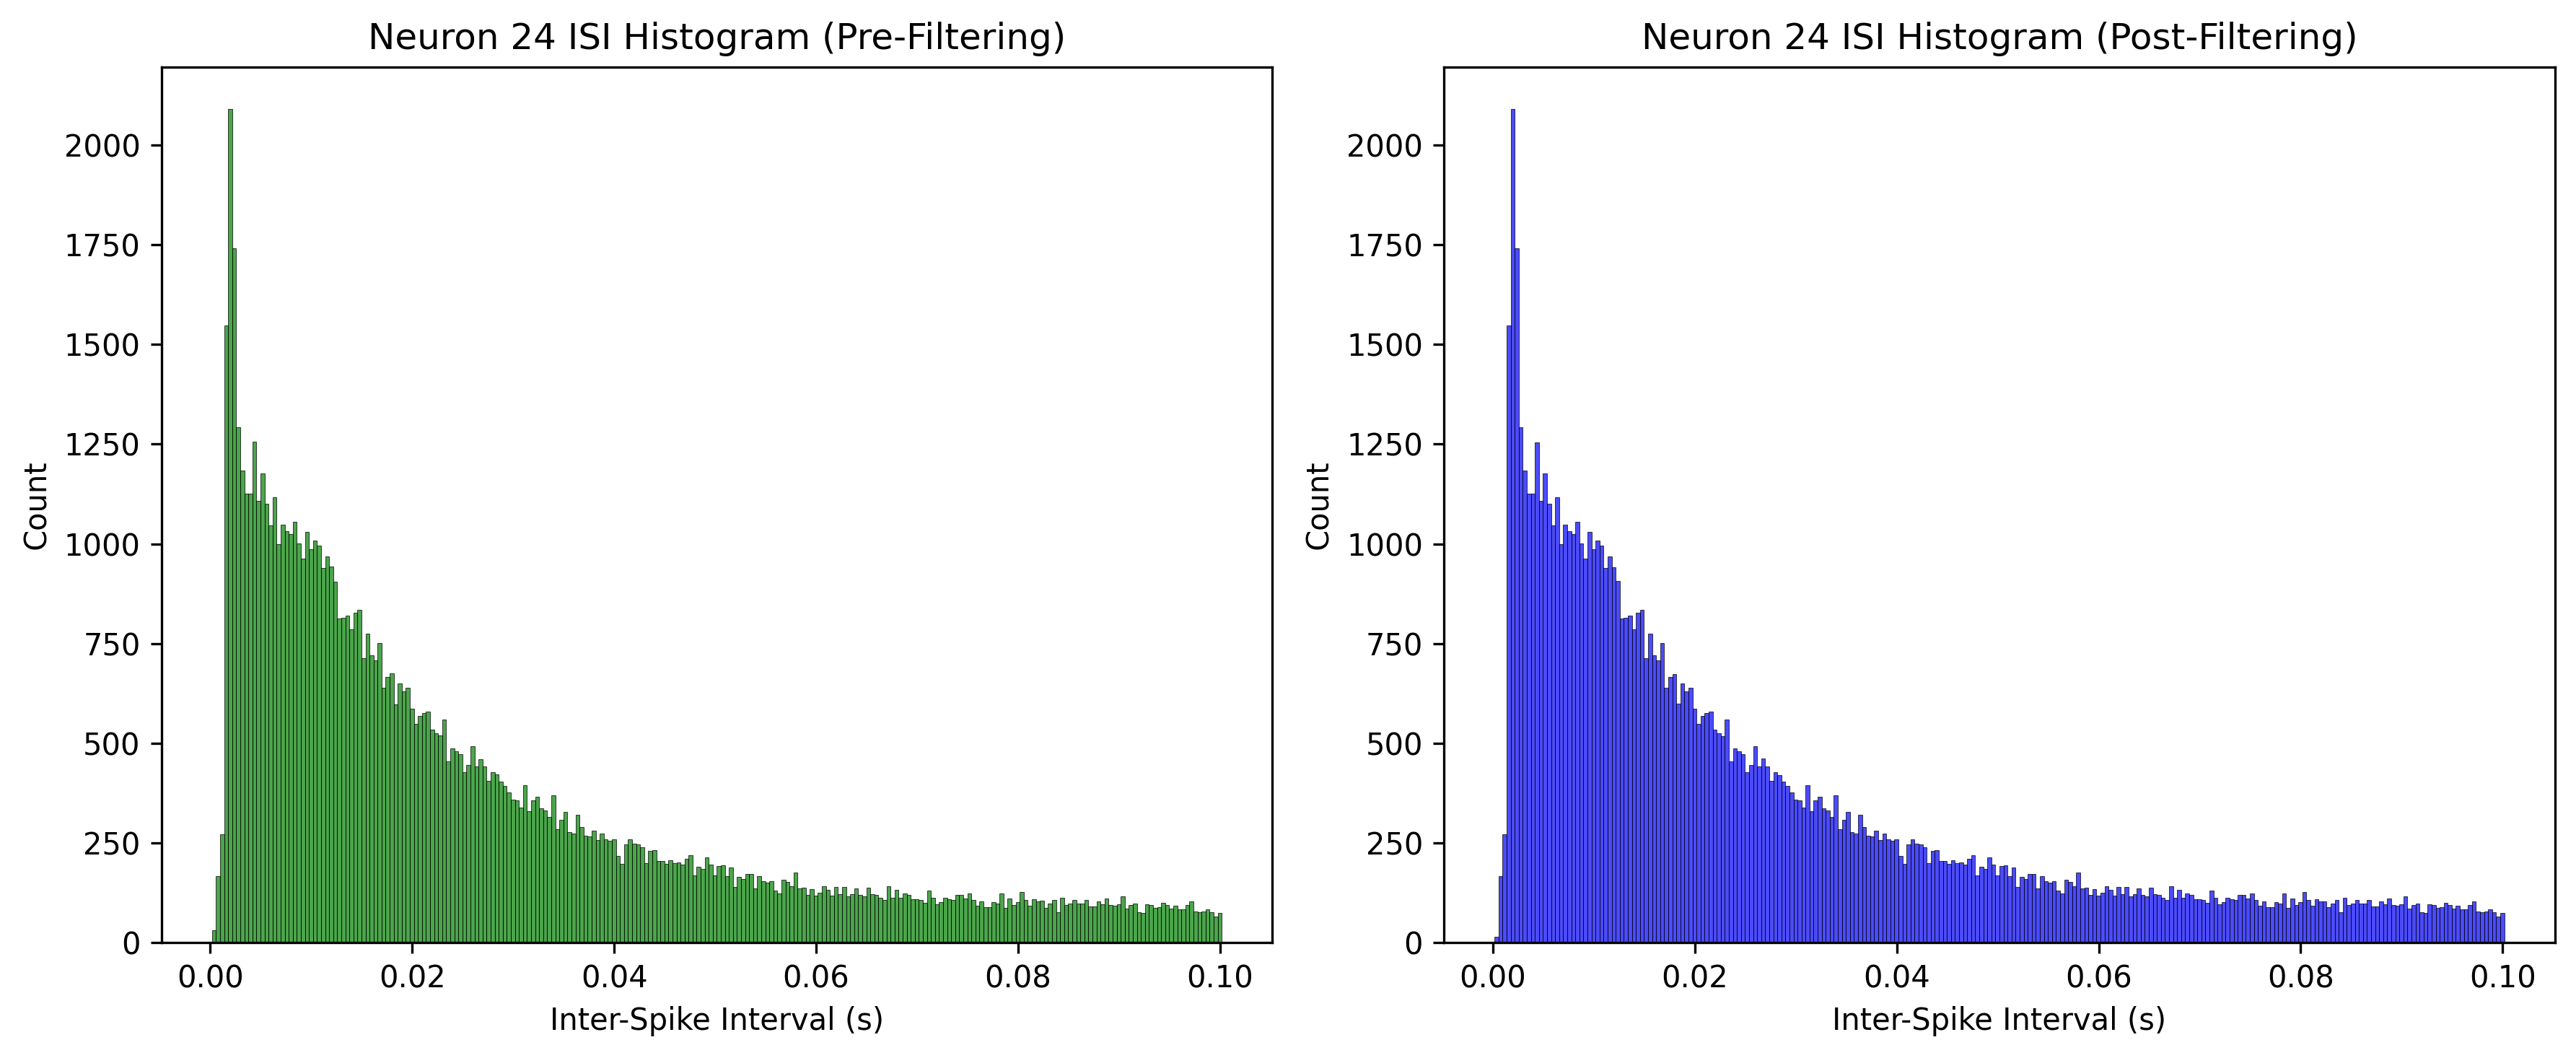 Neuron 24 ISI Histogram (Pre-Filtering)
2000
1750
1500
1250
1000
750
500
250
0
Count
0.00 0.02 0.04 0.06 0.08 0.10
Inter-Spike Interval (s)
Neuron 24 ISI Histogram (Post-Filtering)
2000
1750
1500
1250
1000
750
500
250
0
Count
0.00 0.02 0.04 0.06 0.08 0.10
Inter-Spike Interval (s)